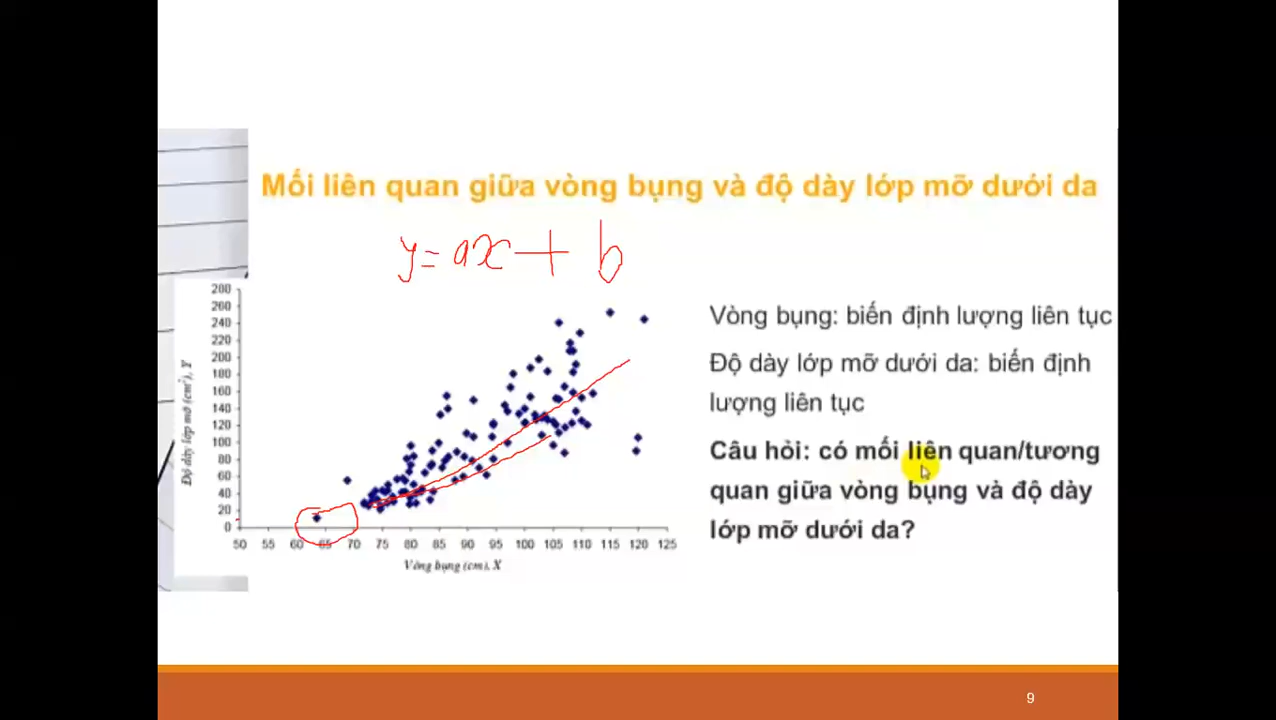 Mối liên quan giữa vòng bụng và độ dày lớp mỡ dưới da
y = ax + b
200
260
240
220
200
180
160
140
120
100
80
60
40
20
0
50 55 60 65 70 75 80 85 90 95 100 105 110 115 120 125
Độ dày lớp mỡ (cm²), Y
Vòng bụng (cm), X
Vòng bụng: biến định lượng liên tục
Độ dày lớp mỡ dưới da: biến định
lượng liên tục
Câu hỏi: có mối liên quan/tương
quan giữa vòng bụng và độ dày
lớp mỡ dưới da?
9